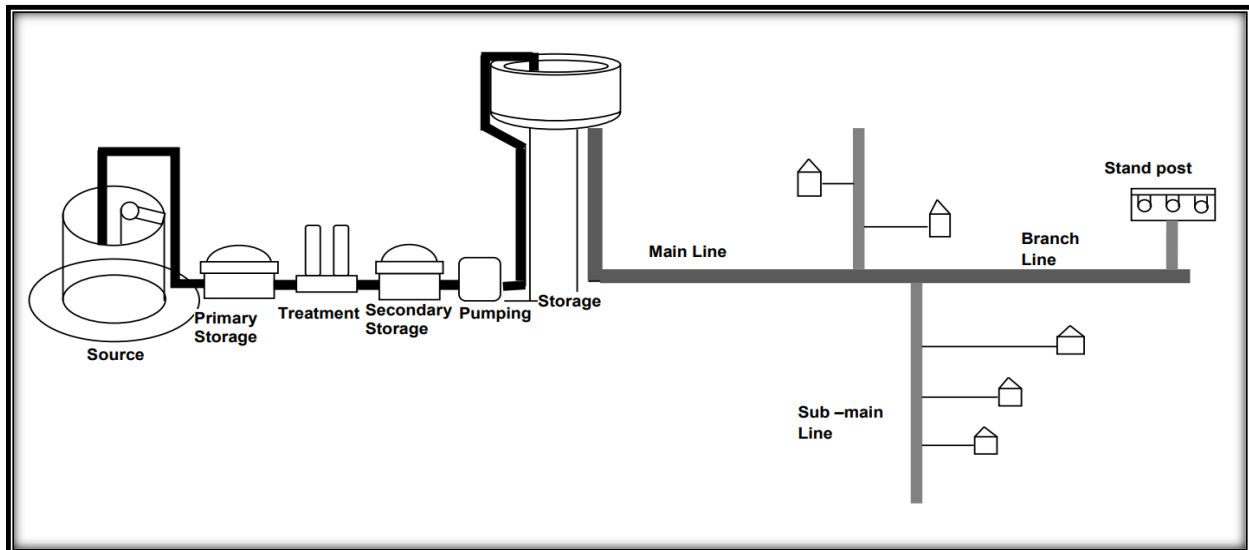 Source
Primary
Storage
Treatment
Secondary
Storage
Pumping
Storage
Main Line
Sub –main
Line
Branch
Line
Stand post